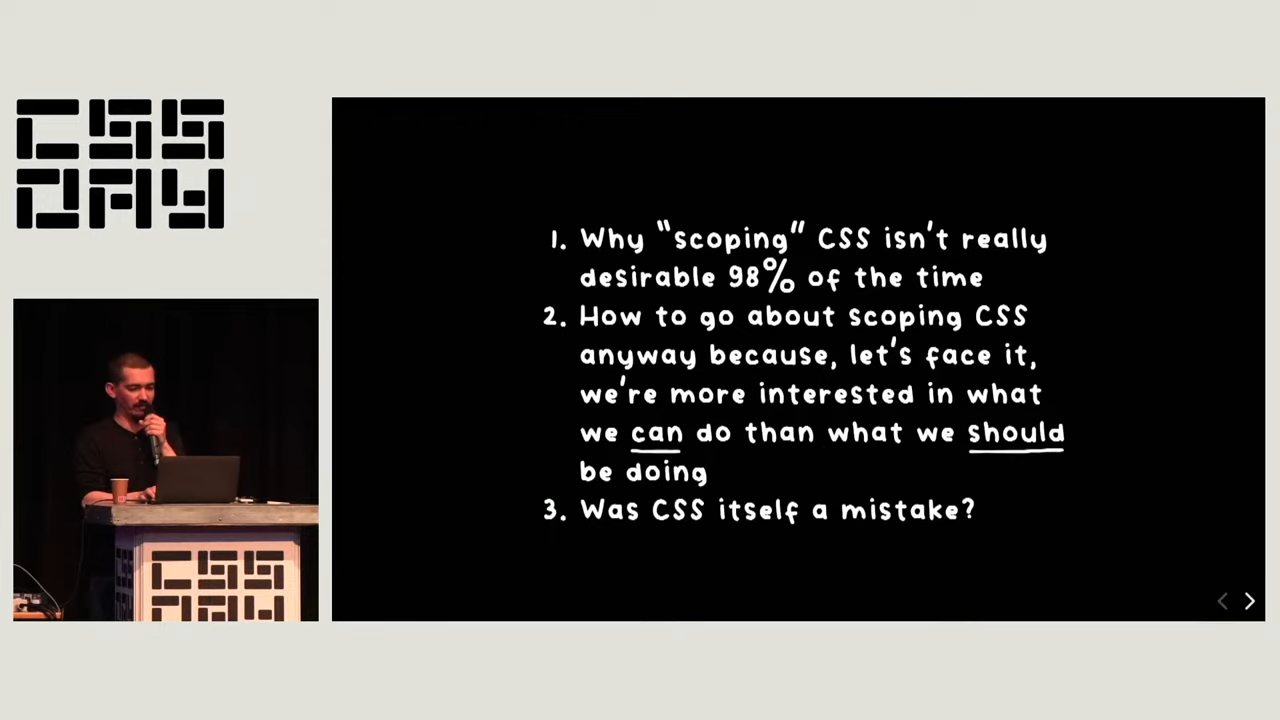 CSS
DAY
1. Why "scoping" CSS isn't really
desirable 98% of the time
2. How to go about scoping CSS
anyway because, let's face it,
we're more interested in what
we can do than what we should
be doing
3. Was CSS itself a mistake?
CSS
DAY